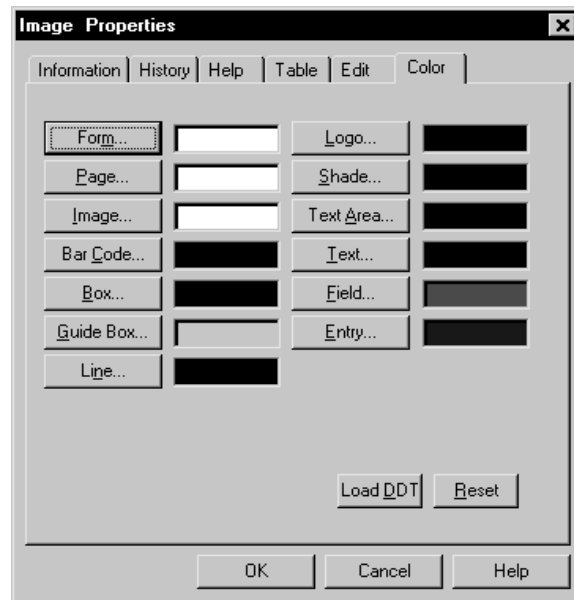 Image Properties
Information History Help Table Edit Color
Form... Logo...
Page... Shade...
Image... Text Area...
Bar Code... Text...
Box... Field...
Guide Box... Entry...
Line...
Load DDT Reset
OK Cancel Help